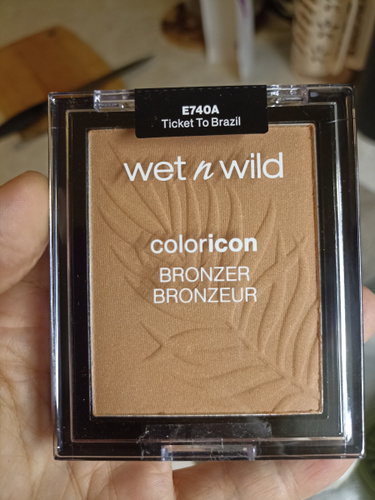 E740A
Ticket To Brazil
wet n wild
coloricon
BRONZER
BRONZEUR